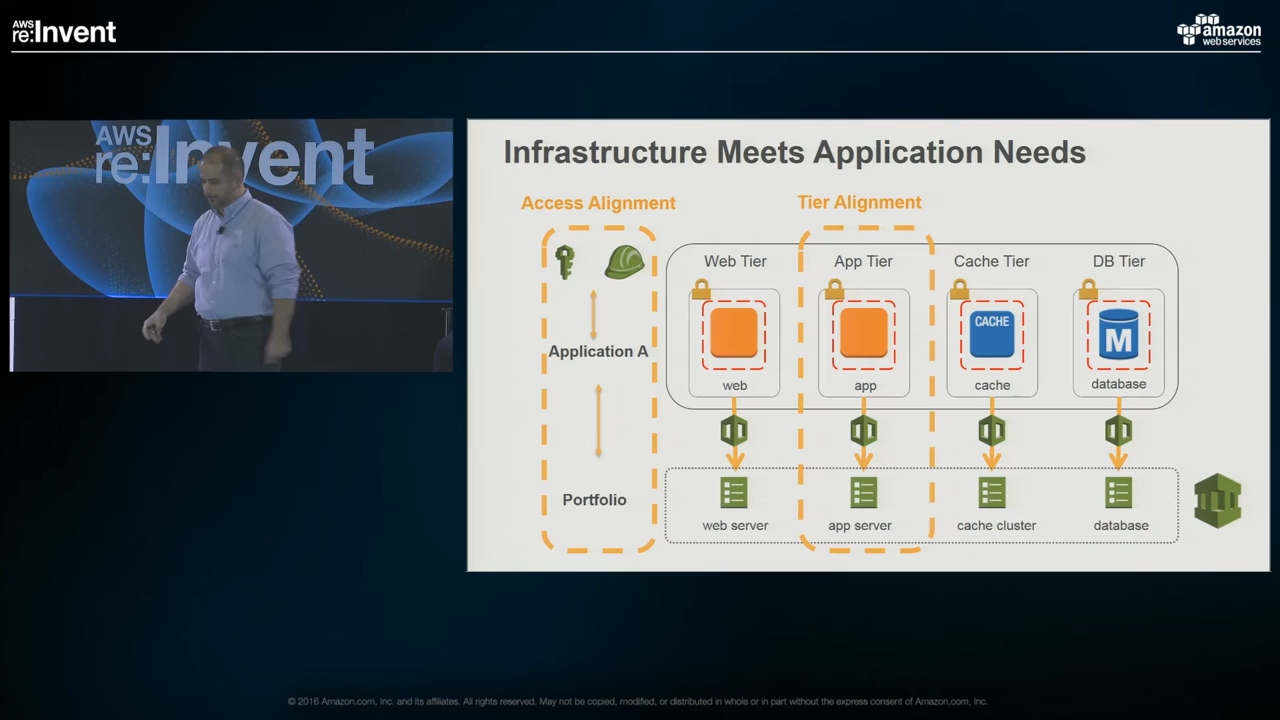 AWS
re:Invent
amazon
web services
AWS
re:Invent
Infrastructure Meets Application Needs
Access Alignment
Tier Alignment
Web Tier
App Tier
Cache Tier
DB Tier
CACHE
M
Application A
web
app
cache
database
Portfolio
web server
app server
cache cluster
database
© 2016 Amazon.com, Inc. and its affiliates. All rights reserved. May not be copied, modified, or distributed in whole or in part without the express consent of Amazon.com, Inc.